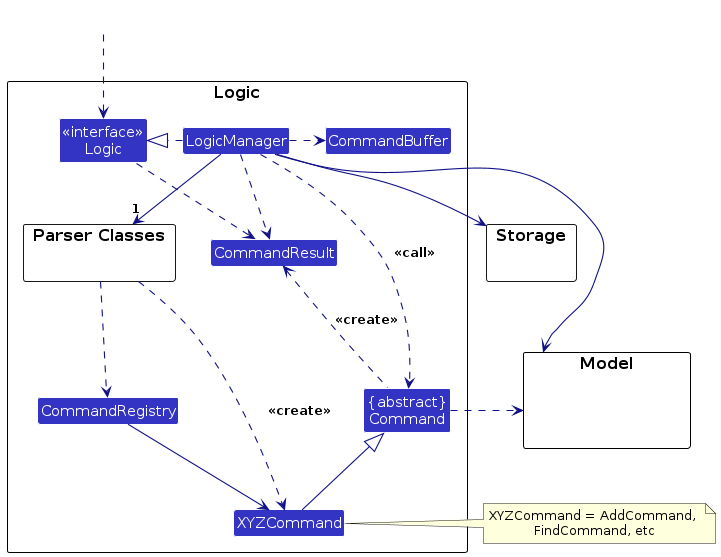 Logic
«interface»
Logic
LogicManager
CommandBuffer
1
Parser Classes
CommandResult
«call»
Storage
«create»
Model
CommandRegistry
«create»
{abstract}
Command
XYZCommand
XYZCommand = AddCommand,
FindCommand, etc